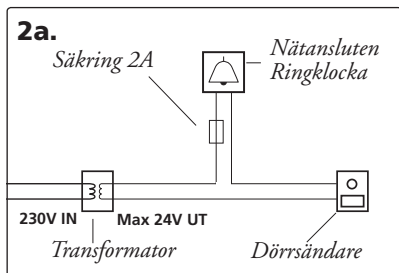 2a.
Säkring 2A
Nätansluten
Ringklocka
230V IN
Max 24V UT
Transformator
Dörrsändare